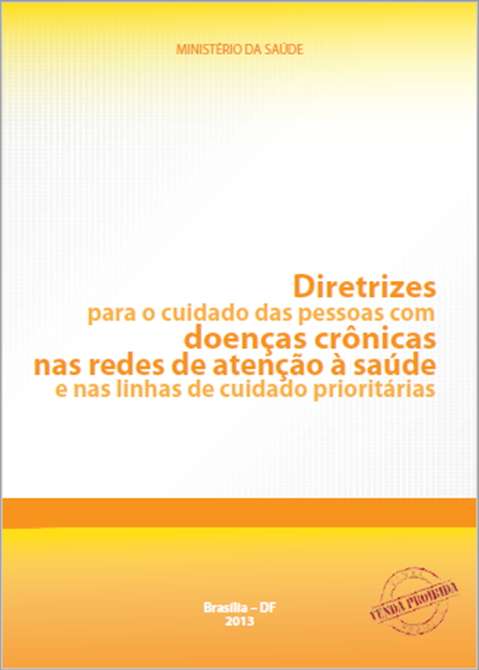 MINISTÉRIO DA SAÚDE
Diretrizes
para o cuidado das pessoas com
doenças crônicas
nas redes de atenção à saúde
e nas linhas de cuidado prioritárias
VENDA PROIBIDA
Brasília – DF
2013